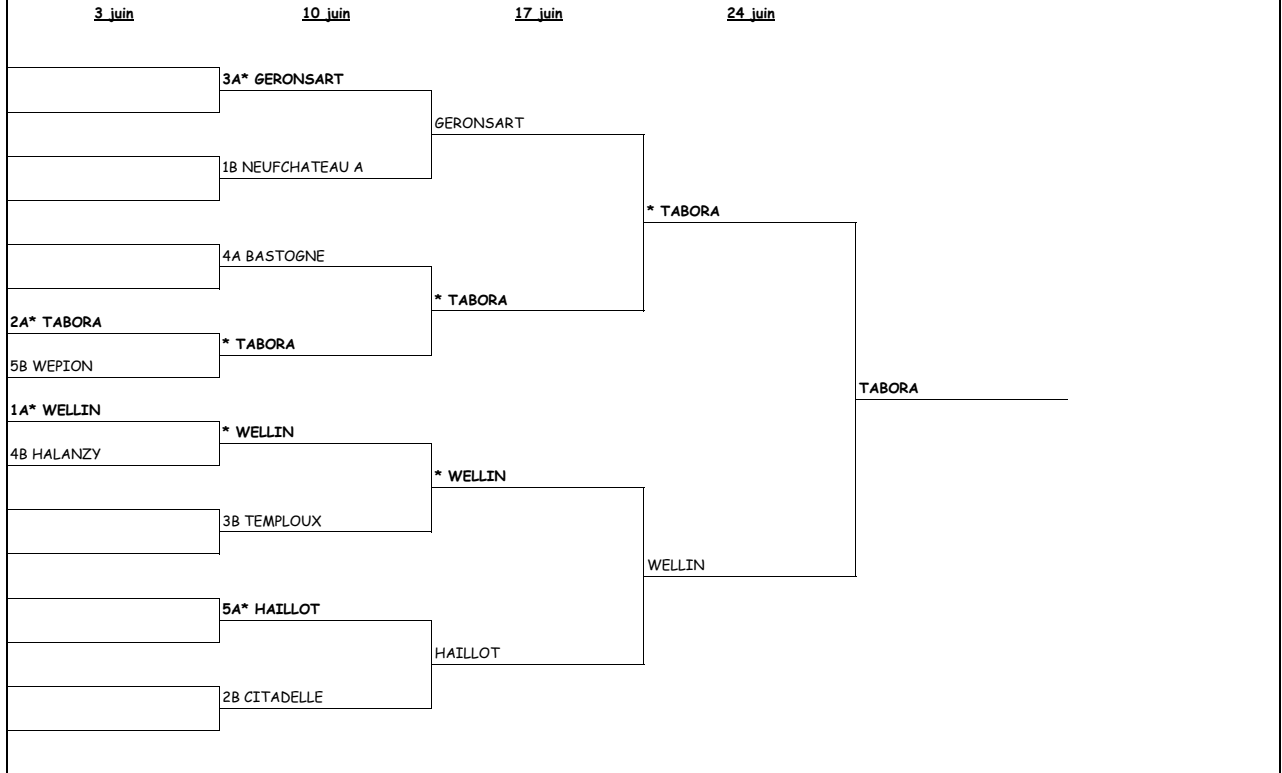 3 juin 10 juin 17 juin 24 juin
3A* GERONSART
GERONSART
1B NEUFCHATEAU A
* TABORA
4A BASTOGNE
* TABORA
2A* TABORA
* TABORA
5B WEPION
TABORA
1A* WELLIN
* WELLIN
4B HALANZY
* WELLIN
3B TEMPLOUX
WELLIN
5A* HAILLOT
HAILLOT
2B CITADELLE